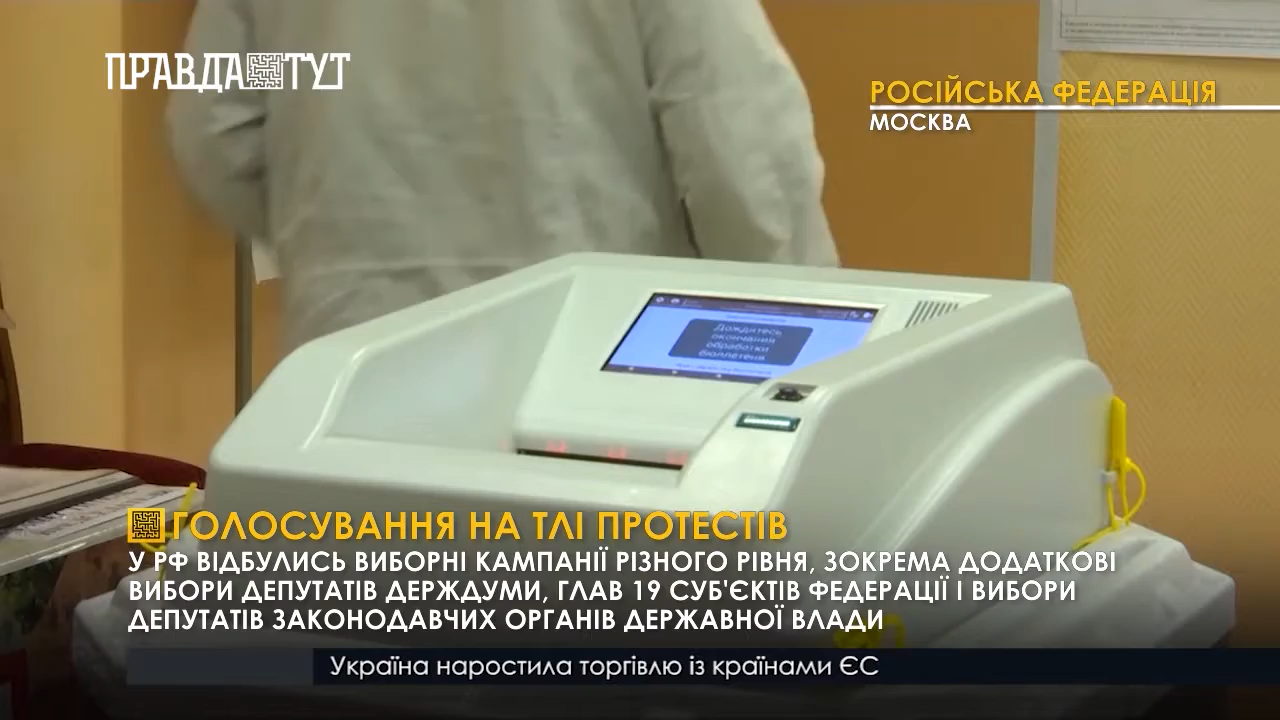 ПРАВДА ТУТ
РОСІЙСЬКА ФЕДЕРАЦІЯ
МОСКВА
Дождитесь
окончания
обработки
бюллетеня
ГОЛОСУВАННЯ НА ТЛІ ПРОТЕСТІВ
У РФ ВІДБУЛИСЬ ВИБОРНІ КАМПАНІЇ РІЗНОГО РІВНЯ, ЗОКРЕМА ДОДАТКОВІ
ВИБОРИ ДЕПУТАТІВ ДЕРЖДУМИ, ГЛАВ 19 СУБ'ЄКТІВ ФЕДЕРАЦІЇ І ВИБОРИ
ДЕПУТАТІВ ЗАКОНОДАВЧИХ ОРГАНІВ ДЕРЖАВНОЇ ВЛАДИ
Україна наростила торгівлю із країнами ЄС